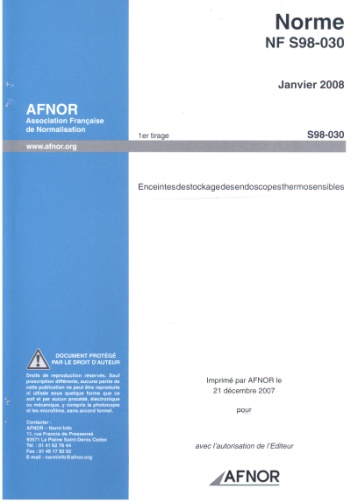 Norme
NF S98-030
Janvier 2008
AFNOR
Association Française
de Normalisation
www.afnor.org
1er tirage
S98-030
Enceintesdestockagedesendoscopesthermosensibles
DOCUMENT PROTÉGÉ
PAR LE DROIT D'AUTEUR
Droits de reproduction réservés. Sauf
prescription différente, aucune partie de
cette publication ne peut être reproduite
ni utilisée sous quelque forme que ce
soit et par aucun procédé, électronique
ou mécanique, y compris la photocopie
et les microfilms, sans accord formel.
Contacter :
AFNOR – Norm'Info
11, rue Francis de Pressensé
93571 La Plaine Saint-Denis Cedex
Tél : 01 41 62 76 44
Fax : 01 49 17 92 02
E-mail : norminfo@afnor.org
Imprimé par AFNOR le
21 décembre 2007
pour
avec l'autorisation de l'Editeur
AFNOR